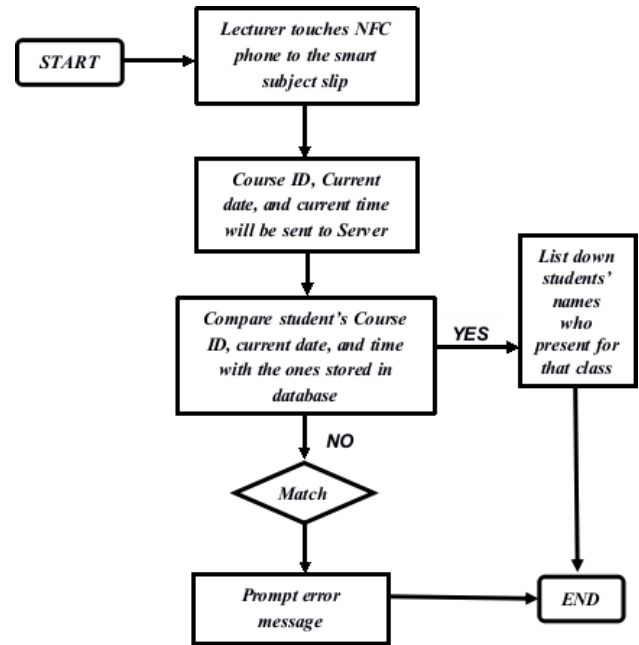 START
Lecturer touches NFC
phone to the smart
subject slip
Course ID, Current
date, and current time
will be sent to Server
Compare student's Course
ID, current date, and time
with the ones stored in
database
YES
List down
students'
names
who
present for
that class
NO
Match
Prompt error
message
END